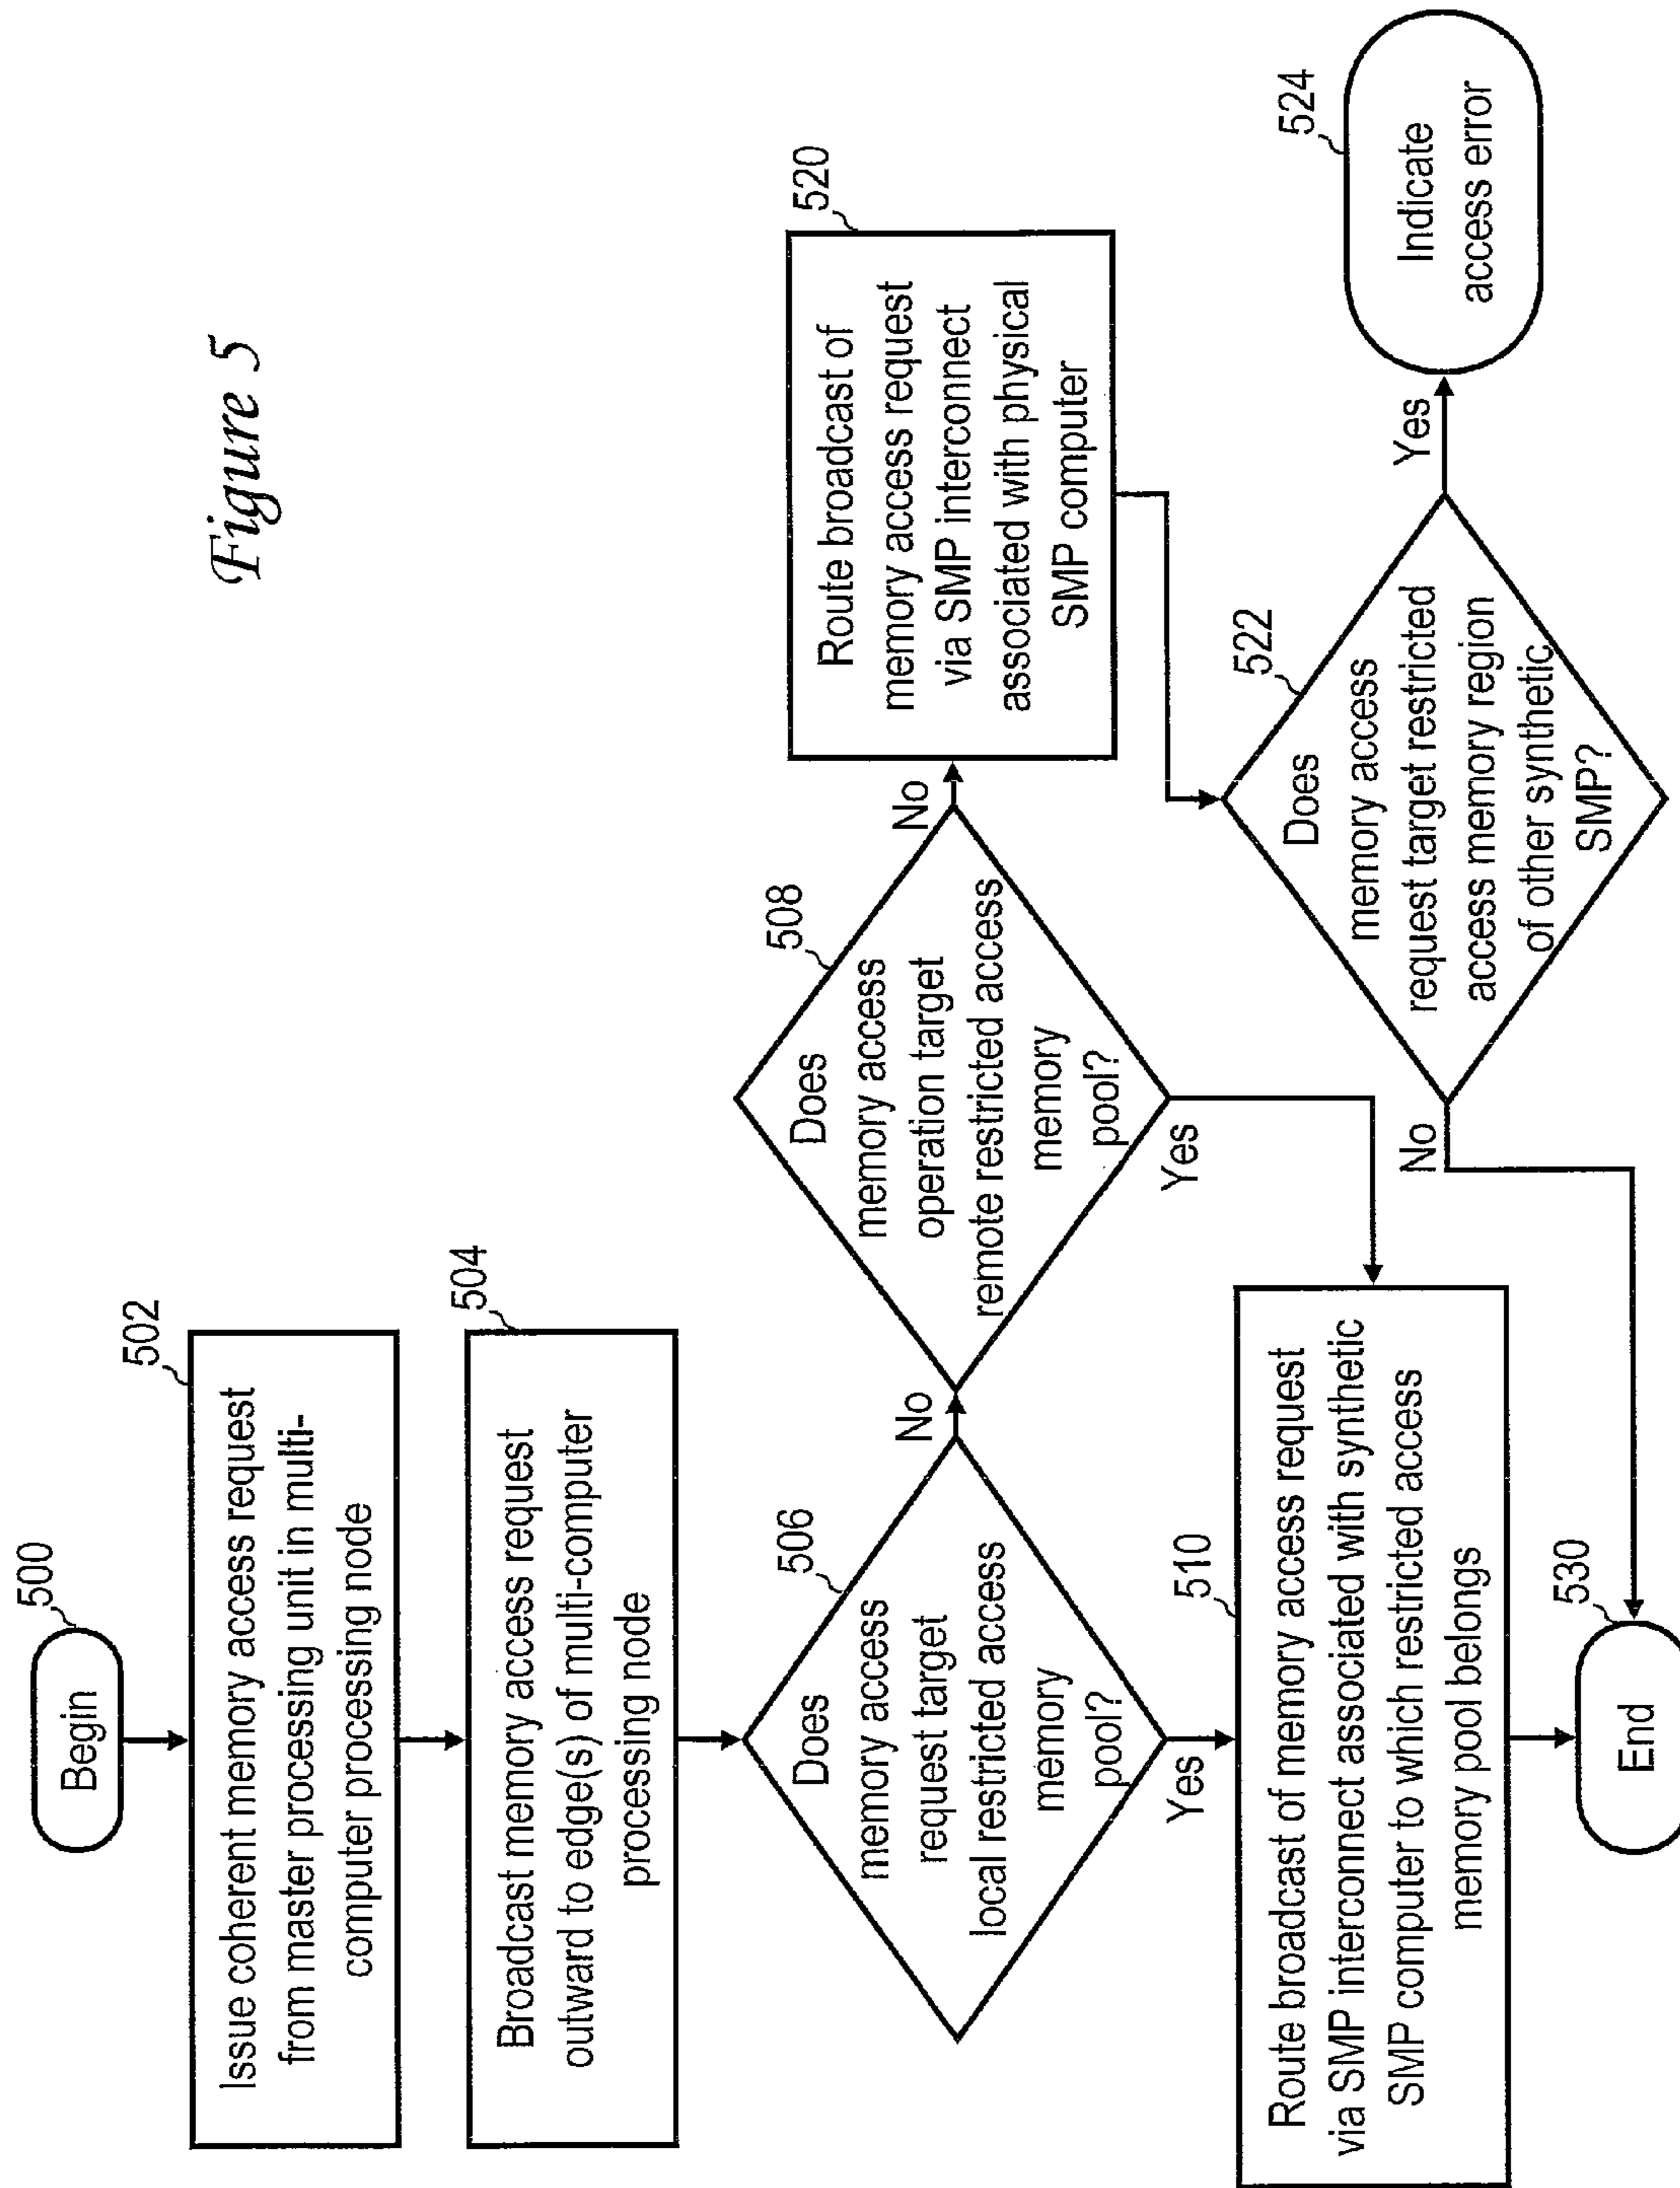 Figure 5
500
Begin
502
Issue coherent memory access request
from master processing unit in multi-
computer processing node
504
Broadcast memory access request
outward to edge(s) of multi-computer
processing node
506
Does
memory access
request target
local restricted access
memory
pool?
No
Yes
508
Does
memory access
operation target
remote restricted access
memory
pool?
No
Yes
510
Route broadcast of memory access request
via SMP interconnect associated with synthetic
SMP computer to which restricted access
memory pool belongs
520
Route broadcast of
memory access request
via SMP interconnect
associated with physical
SMP computer
522
Does
memory access
request target restricted
access memory region
of other synthetic
SMP?
Yes
No
524
Indicate
access error
530
End